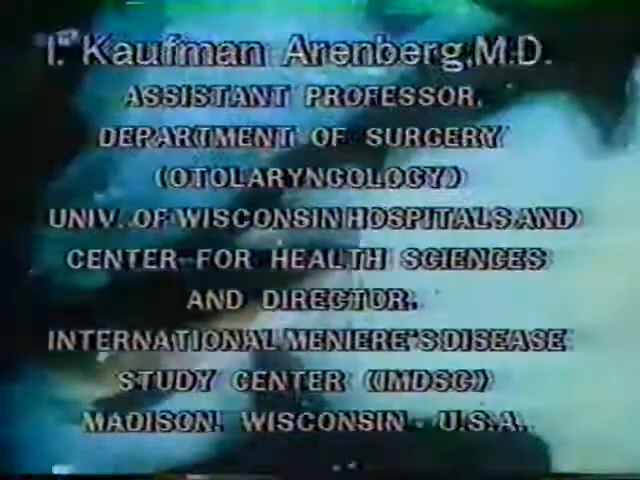 I. Kaufman Arenberg, M.D.
ASSISTANT PROFESSOR,
DEPARTMENT OF SURGERY
(OTOLARYNGOLOGY)
UNIV. OF WISCONSIN HOSPITALS AND
CENTER FOR HEALTH SCIENCES
AND DIRECTOR,
INTERNATIONAL MENIERE'S DISEASE
STUDY CENTER (IMDSC)
MADISON, WISCONSIN - U.S.A.